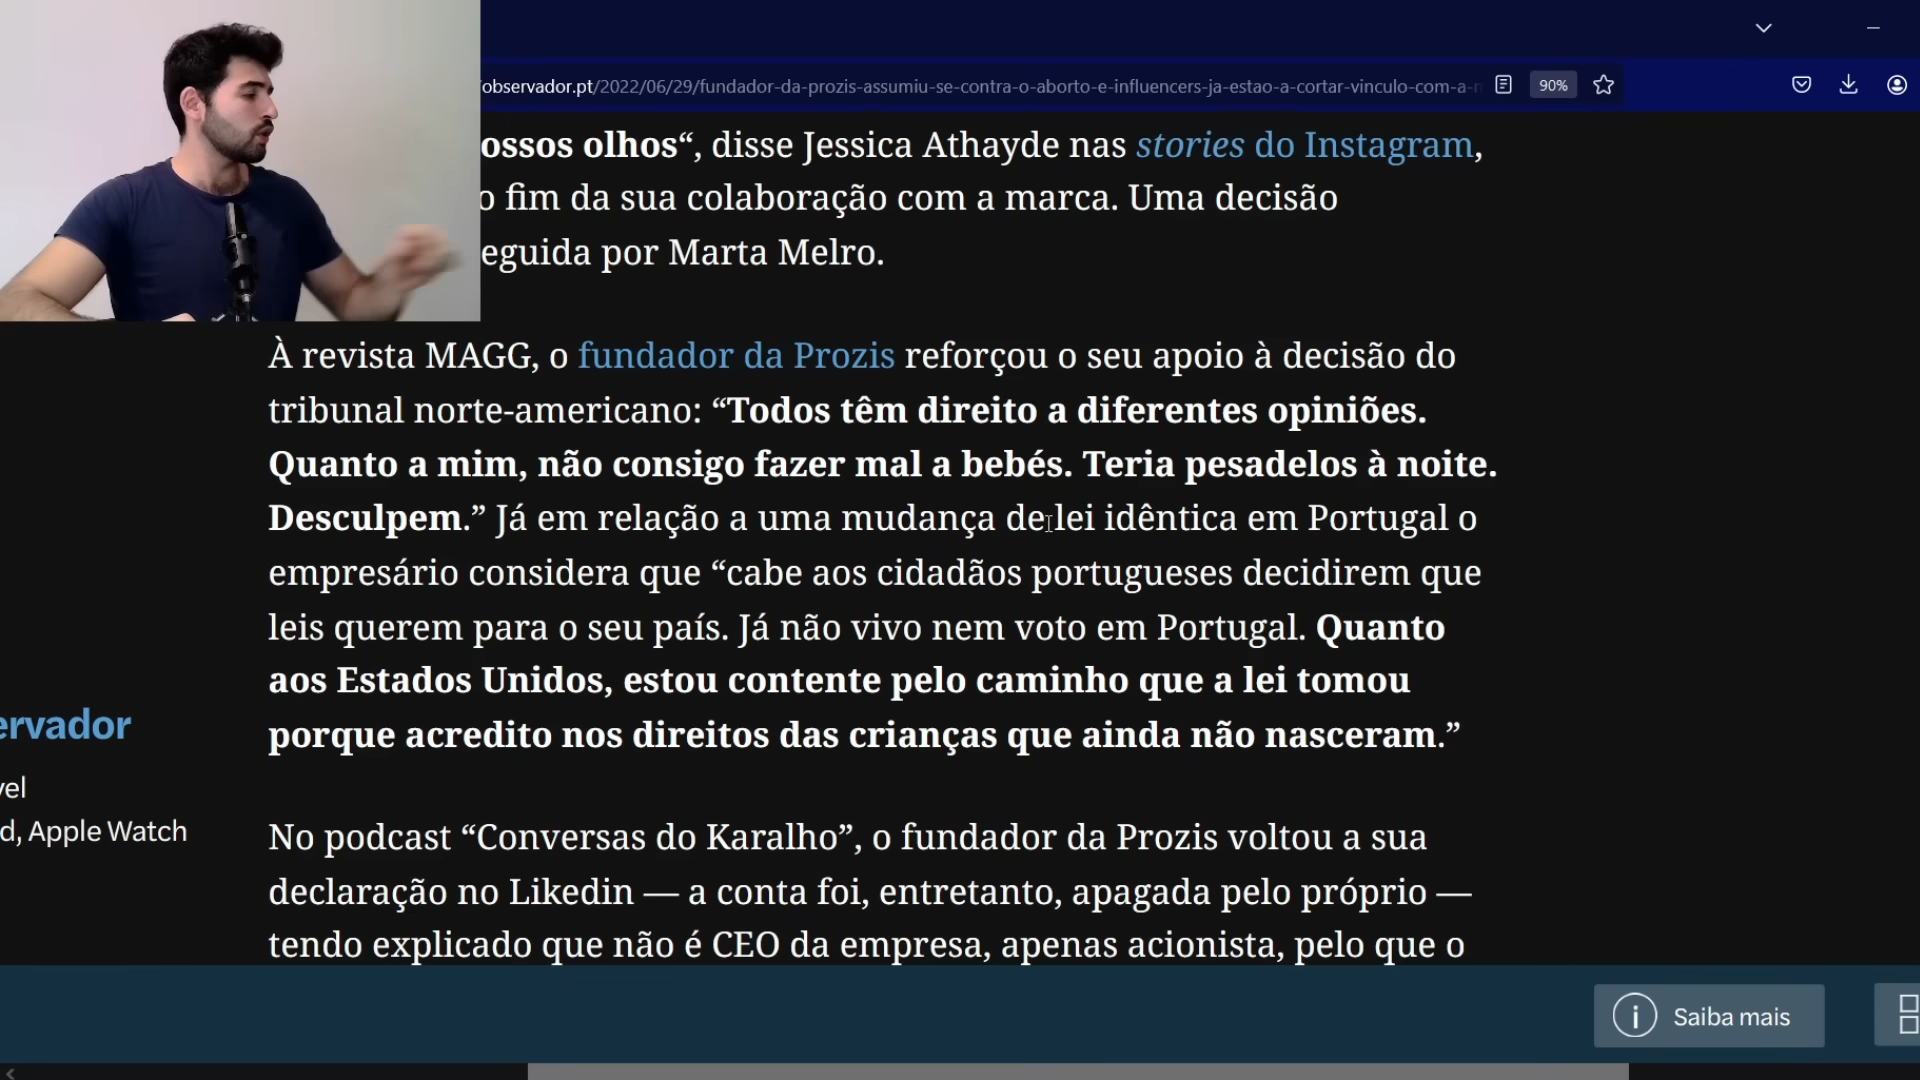 observador.pt/2022/06/29/fundador-da-prozis-assumiu-se-contra-o-aborto-e-influencers-ja-estao-a-cortar-vinculo-com-a-
90%
ossos olhos“, disse Jessica Athayde nas stories do Instagram,
o fim da sua colaboração com a marca. Uma decisão
eguida por Marta Melro.
À revista MAGG, o fundador da Prozis reforçou o seu apoio à decisão do
tribunal norte-americano: “Todos têm direito a diferentes opiniões.
Quanto a mim, não consigo fazer mal a bebés. Teria pesadelos à noite.
Desculpem.” Já em relação a uma mudança de lei idêntica em Portugal o
empresário considera que “cabe aos cidadãos portugueses decidirem que
leis querem para o seu país. Já não vivo nem voto em Portugal. Quanto
aos Estados Unidos, estou contente pelo caminho que a lei tomou
porque acredito nos direitos das crianças que ainda não nasceram.”
ervador
vel
d, Apple Watch
No podcast “Conversas do Karalho”, o fundador da Prozis voltou a sua
declaração no Likedin — a conta foi, entretanto, apagada pelo próprio —
tendo explicado que não é CEO da empresa, apenas acionista, pelo que o
Saiba mais